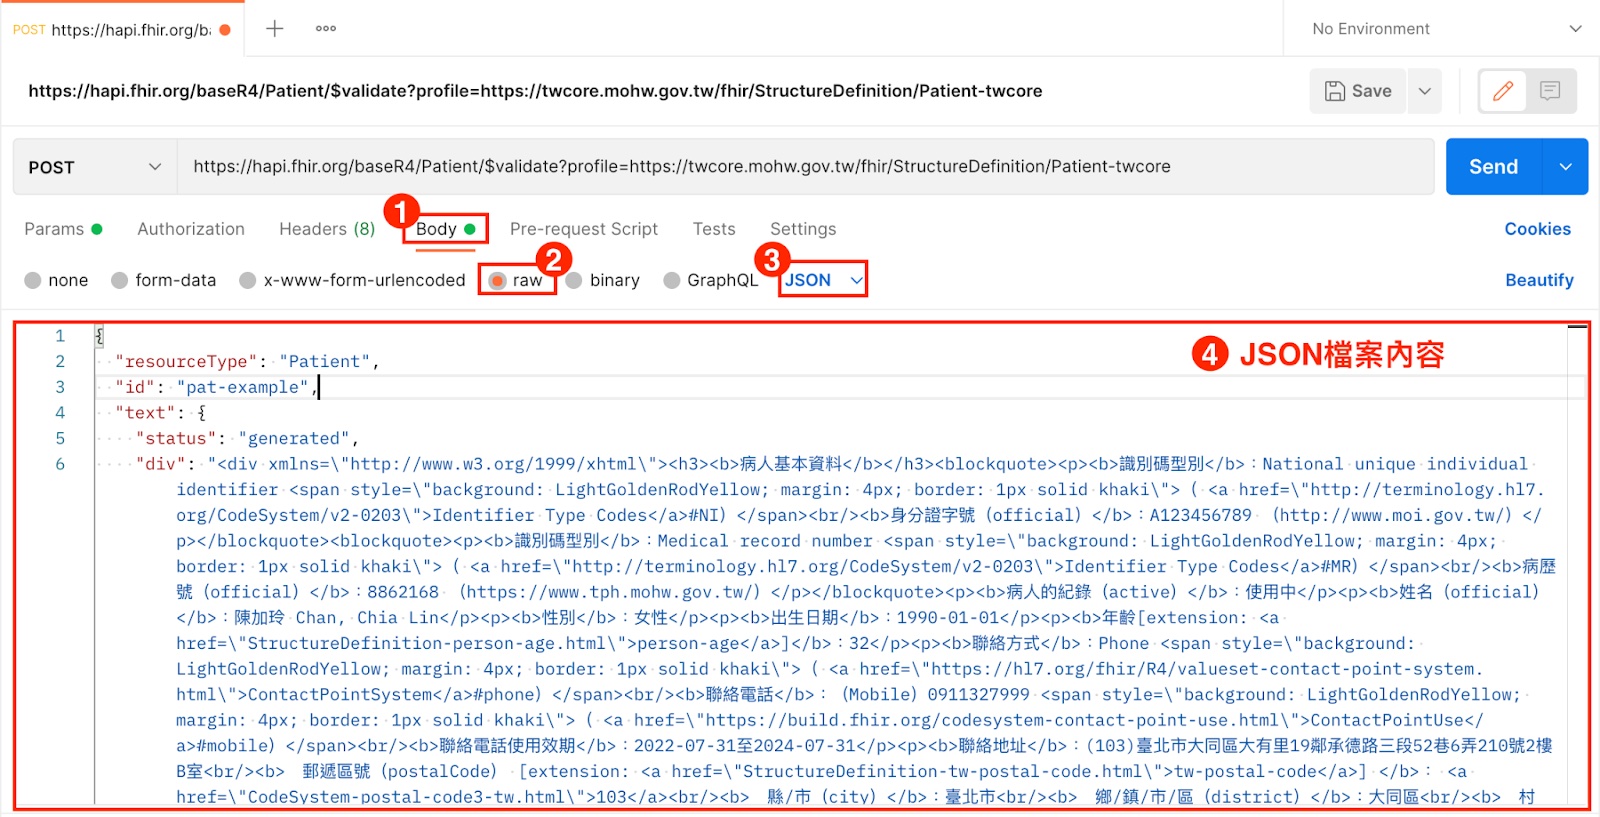 POST https://hapi.fhir.org/ba
No Environment
https://hapi.fhir.org/baseR4/Patient/$validate?profile=https://twcore.mohw.gov.tw/fhir/StructureDefinition/Patient-twcore
Save
POST
https://hapi.fhir.org/baseR4/Patient/$validate?profile=https://twcore.mohw.gov.tw/fhir/StructureDefinition/Patient-twcore
Send
Params Authorization Headers (8) 1 Body Pre-request Script Tests Settings Cookies
none form-data x-www-form-urlencoded 2 raw binary GraphQL 3 JSON Beautify
4 JSON檔案內容
1 {
2 "resourceType": "Patient",
3 "id": "pat-example",
4 "text": {
5 "status": "generated",
6 "div": "<div xmlns=\"http://www.w3.org/1999/xhtml\"><h3><b>病人基本資料</b></h3><blockquote><p><b>識別碼型別</b>：National unique individual
identifier <span style=\"background: LightGoldenRodYellow; margin: 4px; border: 1px solid khaki\"> ( <a href=\"http://terminology.hl7.
org/CodeSystem/v2-0203\">Identifier Type Codes</a>#NI) </span><br/><b>身分證字號（official）</b>：A123456789 （http://www.moi.gov.tw/）</
p></blockquote><blockquote><p><b>識別碼型別</b>：Medical record number <span style=\"background: LightGoldenRodYellow; margin: 4px;
border: 1px solid khaki\"> ( <a href=\"http://terminology.hl7.org/CodeSystem/v2-0203\">Identifier Type Codes</a>#MR) </span><br/><b>病歷
號（official）</b>：8862168 （https://www.tph.mohw.gov.tw/）</p></blockquote><p><b>病人的紀錄（active）</b>：使用中</p><p><b>姓名（official）
</b>：陳加玲 Chan, Chia Lin</p><p><b>性別</b>：女性</p><p><b>出生日期</b>：1990-01-01</p><p><b>年齡[extension: <a
href=\"StructureDefinition-person-age.html\">person-age</a>]</b>：32</p><p><b>聯絡方式</b>：Phone <span style=\"background:
LightGoldenRodYellow; margin: 4px; border: 1px solid khaki\"> ( <a href=\"https://hl7.org/fhir/R4/valueset-contact-point-system.
html\">ContactPointSystem</a>#phone) </span><br/><b>聯絡電話</b>：（Mobile）0911327999 <span style=\"background: LightGoldenRodYellow;
margin: 4px; border: 1px solid khaki\"> ( <a href=\"https://build.fhir.org/codesystem-contact-point-use.html\">ContactPointUse</
a>#mobile) </span><br/><b>聯絡電話使用效期</b>：2022-07-31至2024-07-31</p><p><b>聯絡地址</b>：(103)臺北市大同區大有里19鄰承德路三段52巷6弄210號2樓
B室<br/><b>　郵遞區號（postalCode） [extension: <a href=\"StructureDefinition-tw-postal-code.html\">tw-postal-code</a>] </b>： <a
href=\"CodeSystem-postal-code3-tw.html\">103</a><br/><b>　縣/市（city）</b>：臺北市<br/><b>　鄉/鎮/市/區（district）</b>：大同區<br/><b>　村